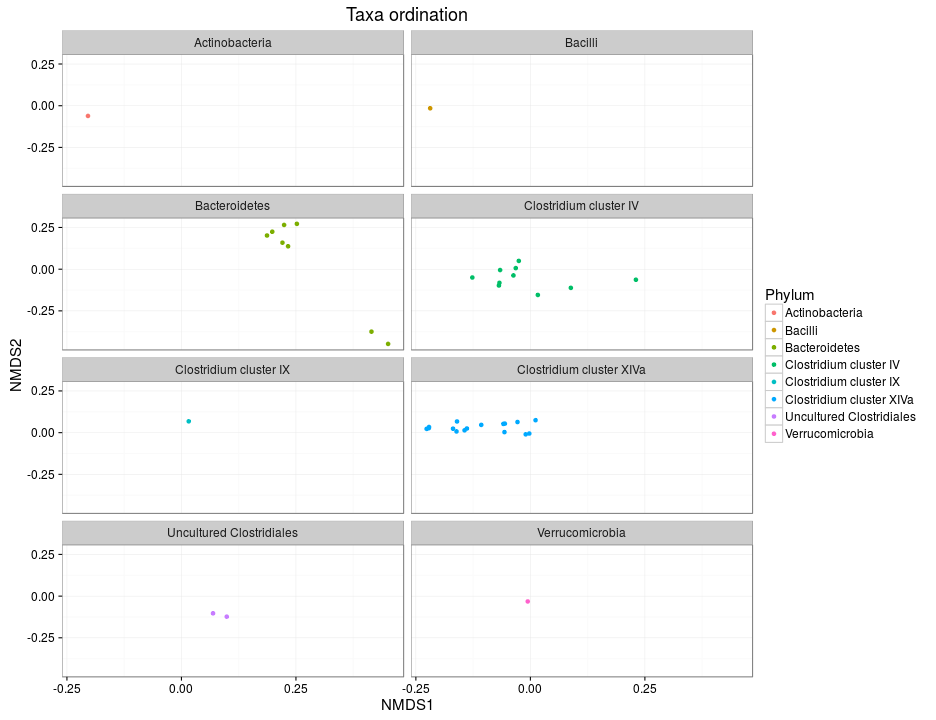 Taxa ordination
Actinobacteria
Bacilli
0.25
0.00
-0.25
Bacteroidetes
Clostridium cluster IV
0.25
0.00
-0.25
Clostridium cluster IX
Clostridium cluster XIVa
0.25
0.00
-0.25
Uncultured Clostridiales
Verrucomicrobia
0.25
0.00
-0.25
-0.25 0.00 0.25 -0.25 0.00 0.25
NMDS1
NMDS2
Phylum
Actinobacteria
Bacilli
Bacteroidetes
Clostridium cluster IV
Clostridium cluster IX
Clostridium cluster XIVa
Uncultured Clostridiales
Verrucomicrobia